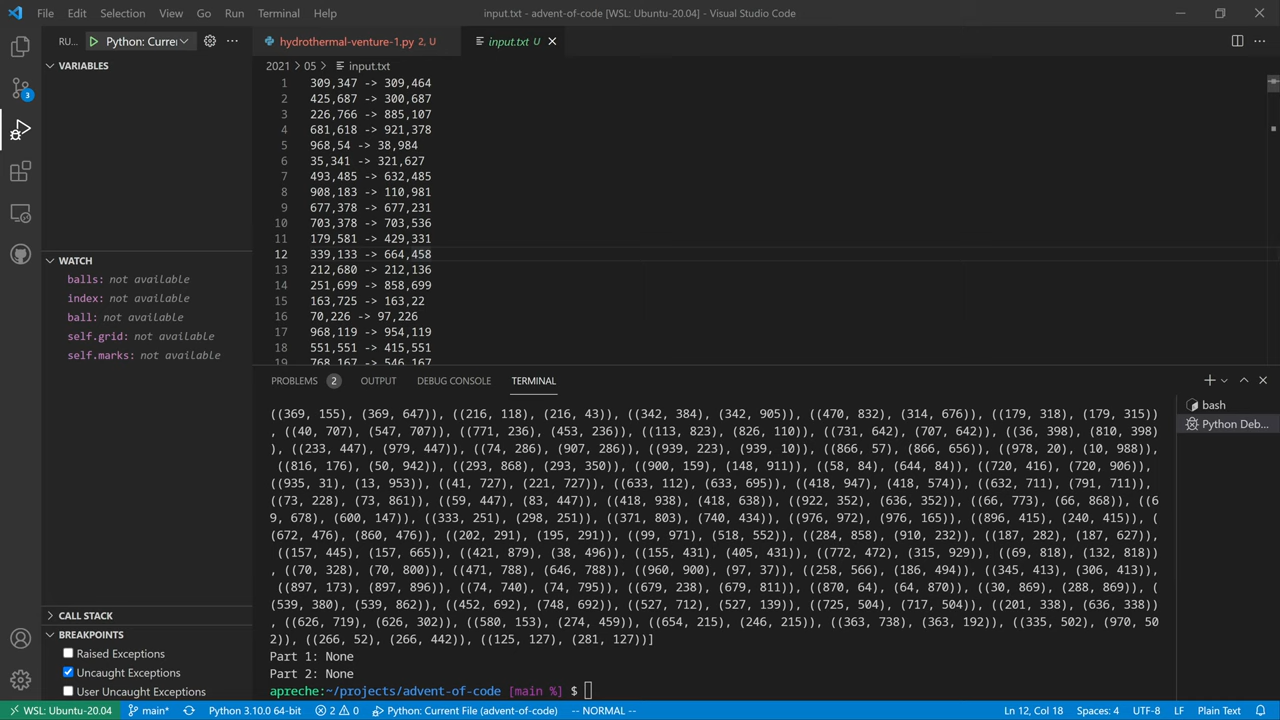 File Edit Selection View Go Run Terminal Help
input.txt - advent-of-code [WSL: Ubuntu-20.04] - Visual Studio Code
RU... Python: Currer ...
hydrothermal-venture-1.py 2, U
input.txt U
2021 > 05 > input.txt
VARIABLES
1 309,347 -> 309,464
2 425,687 -> 300,687
3 226,766 -> 885,107
4 681,618 -> 921,378
5 968,54 -> 38,984
6 35,341 -> 321,627
7 493,485 -> 632,485
8 908,183 -> 110,981
9 677,378 -> 677,231
10 703,378 -> 703,536
11 179,581 -> 429,331
12 339,133 -> 664,458
13 212,680 -> 212,136
14 251,699 -> 858,699
15 163,725 -> 163,22
16 70,226 -> 97,226
17 968,119 -> 954,119
18 551,551 -> 415,551
19 768,167 -> 546,167
3
WATCH
balls: not available
index: not available
ball: not available
self.grid: not available
self.marks: not available
PROBLEMS 2 OUTPUT DEBUG CONSOLE TERMINAL
((369, 155), (369, 647)), ((216, 118), (216, 43)), ((342, 384), (342, 905)), ((470, 832), (314, 676)), ((179, 318), (179, 315))
, ((40, 707), (547, 707)), ((771, 236), (453, 236)), ((113, 823), (826, 110)), ((731, 642), (707, 642)), ((36, 398), (810, 398)
), ((233, 447), (979, 447)), ((74, 286), (907, 286)), ((939, 223), (939, 10)), ((866, 57), (866, 656)), ((978, 20), (10, 988)),
((816, 176), (50, 942)), ((293, 868), (293, 350)), ((900, 159), (148, 911)), ((58, 84), (644, 84)), ((720, 416), (720, 906)),
((935, 31), (13, 953)), ((41, 727), (221, 727)), ((633, 112), (633, 695)), ((418, 947), (418, 574)), ((632, 711), (791, 711)),
((73, 228), (73, 861)), ((59, 447), (83, 447)), ((418, 938), (418, 638)), ((922, 352), (636, 352)), ((66, 773), (66, 868)), ((6
9, 678), (600, 147)), ((333, 251), (298, 251)), ((371, 803), (740, 434)), ((976, 972), (976, 165)), ((896, 415), (240, 415)), (
(672, 476), (860, 476)), ((202, 291), (195, 291)), ((99, 971), (518, 552)), ((284, 858), (910, 232)), ((187, 282), (187, 627)),
((157, 445), (157, 665)), ((421, 879), (38, 496)), ((155, 431), (405, 431)), ((772, 472), (315, 929)), ((69, 818), (132, 818))
, ((70, 328), (70, 800)), ((471, 788), (646, 788)), ((960, 900), (97, 37)), ((258, 566), (186, 494)), ((345, 413), (306, 413)),
((897, 173), (897, 896)), ((74, 740), (74, 795)), ((679, 238), (679, 811)), ((870, 64), (64, 870)), ((30, 869), (288, 869)), (
(539, 380), (539, 862)), ((452, 692), (748, 692)), ((527, 712), (527, 139)), ((725, 504), (717, 504)), ((201, 338), (636, 338))
, ((626, 719), (626, 302)), ((580, 153), (274, 459)), ((654, 215), (246, 215)), ((363, 738), (363, 192)), ((335, 502), (970, 50
2)), ((266, 52), (266, 442)), ((125, 127), (281, 127))]
Part 1: None
Part 2: None
apreche:~/projects/advent-of-code [main %] $
bash
Python Deb...
CALL STACK
BREAKPOINTS
Raised Exceptions
Uncaught Exceptions
User Uncaught Exceptions
WSL: Ubuntu-20.04 main* Python 3.10.0 64-bit 2 0 Python: Current File (advent-of-code) -- NORMAL -- Ln 12, Col 18 Spaces: 4 UTF-8 LF Plain Text